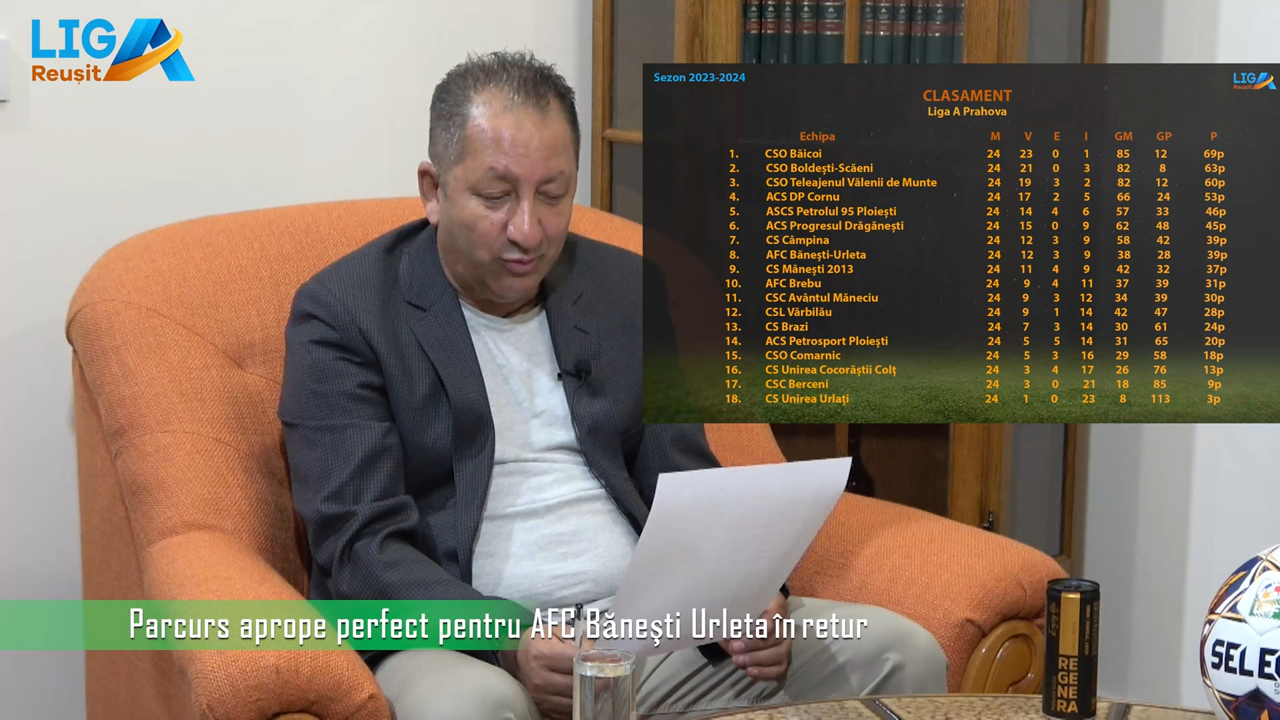 LIGA
Reușit
Sezon 2023-2024
LIGA
Reușit
CLASAMENT
Liga A Prahova
Echipa M V E I GM GP P
1. CSO Băicoi 24 23 0 1 85 12 69p
2. CSO Boldești-Scăeni 24 21 0 3 82 8 63p
3. CSO Teleajenul Vălenii de Munte 24 19 3 2 82 12 60p
4. ACS DP Cornu 24 17 2 5 66 24 53p
5. ASCS Petrolul 95 Ploiești 24 14 4 6 57 33 46p
6. ACS Progresul Drăgănești 24 15 0 9 62 48 45p
7. CS Câmpina 24 12 3 9 58 42 39p
8. AFC Bănești-Urleta 24 12 3 9 38 28 39p
9. CS Mănești 2013 24 11 4 9 42 32 37p
10. AFC Brebu 24 9 4 11 37 39 31p
11. CSC Avântul Măneciu 24 9 3 12 34 39 30p
12. CSL Vărbilău 24 9 1 14 42 47 28p
13. CS Brazi 24 7 3 14 30 61 24p
14. ACS Petrosport Ploiești 24 5 5 14 31 65 20p
15. CSO Comarnic 24 5 3 16 29 58 18p
16. CS Unirea Cocorăștii Colț 24 3 4 17 26 76 13p
17. CSC Berceni 24 3 0 21 18 85 9p
18. CS Unirea Urlați 24 1 0 23 8 113 3p
Parcurs aprope perfect pentru AFC Băneşti Urleta în retur
RE
GE
NE
RA
SELEC